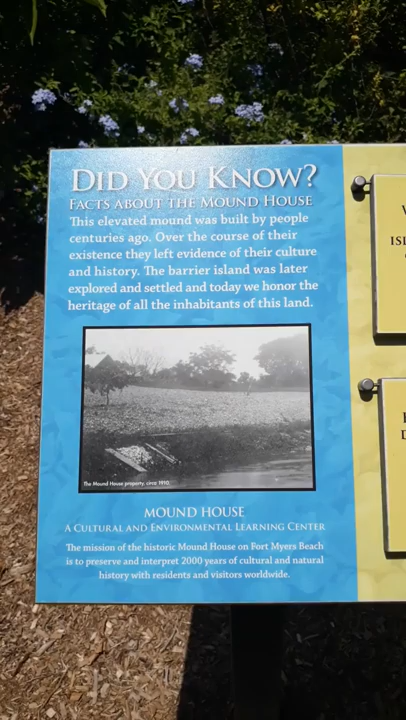 DID YOU KNOW?
FACTS ABOUT THE MOUND HOUSE
This elevated mound was built by people
centuries ago. Over the course of their
existence they left evidence of their culture
and history. The barrier island was later
explored and settled and today we honor the
heritage of all the inhabitants of this land.
The Mound House property, circa 1910
MOUND HOUSE
A CULTURAL AND ENVIRONMENTAL LEARNING CENTER
The mission of the historic Mound House on Fort Myers Beach
is to preserve and interpret 2000 years of cultural and natural
history with residents and visitors worldwide.